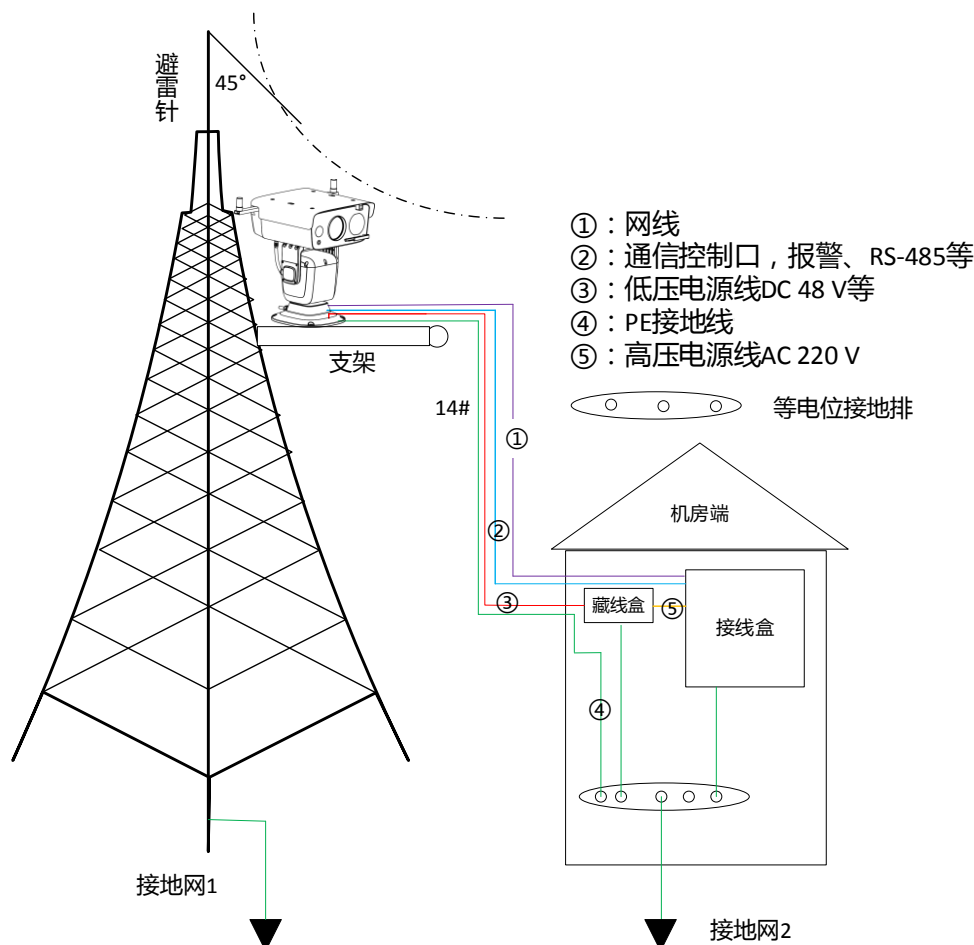 避雷针
45°
①：网线
②：通信控制口，报警、RS-485等
③：低压电源线DC 48 V等
④：PE接地线
⑤：高压电源线AC 220 V
支架
14#
等电位接地排
①
机房端
②
③
藏线盒
⑤
接线盒
④
接地网1
接地网2